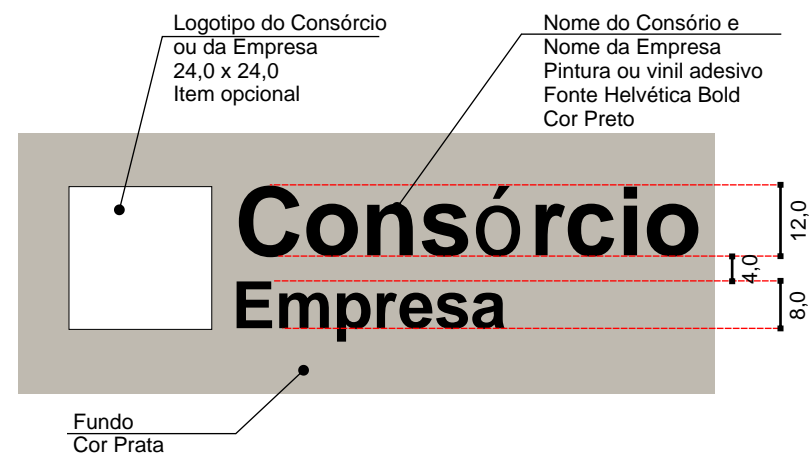 Logotipo do Consórcio
ou da Empresa
24,0 x 24,0
Item opcional
Nome do Consório e
Nome da Empresa
Pintura ou vinil adesivo
Fonte Helvética Bold
Cor Preto
Consórcio
Empresa
12,0
4,0
8,0
Fundo
Cor Prata